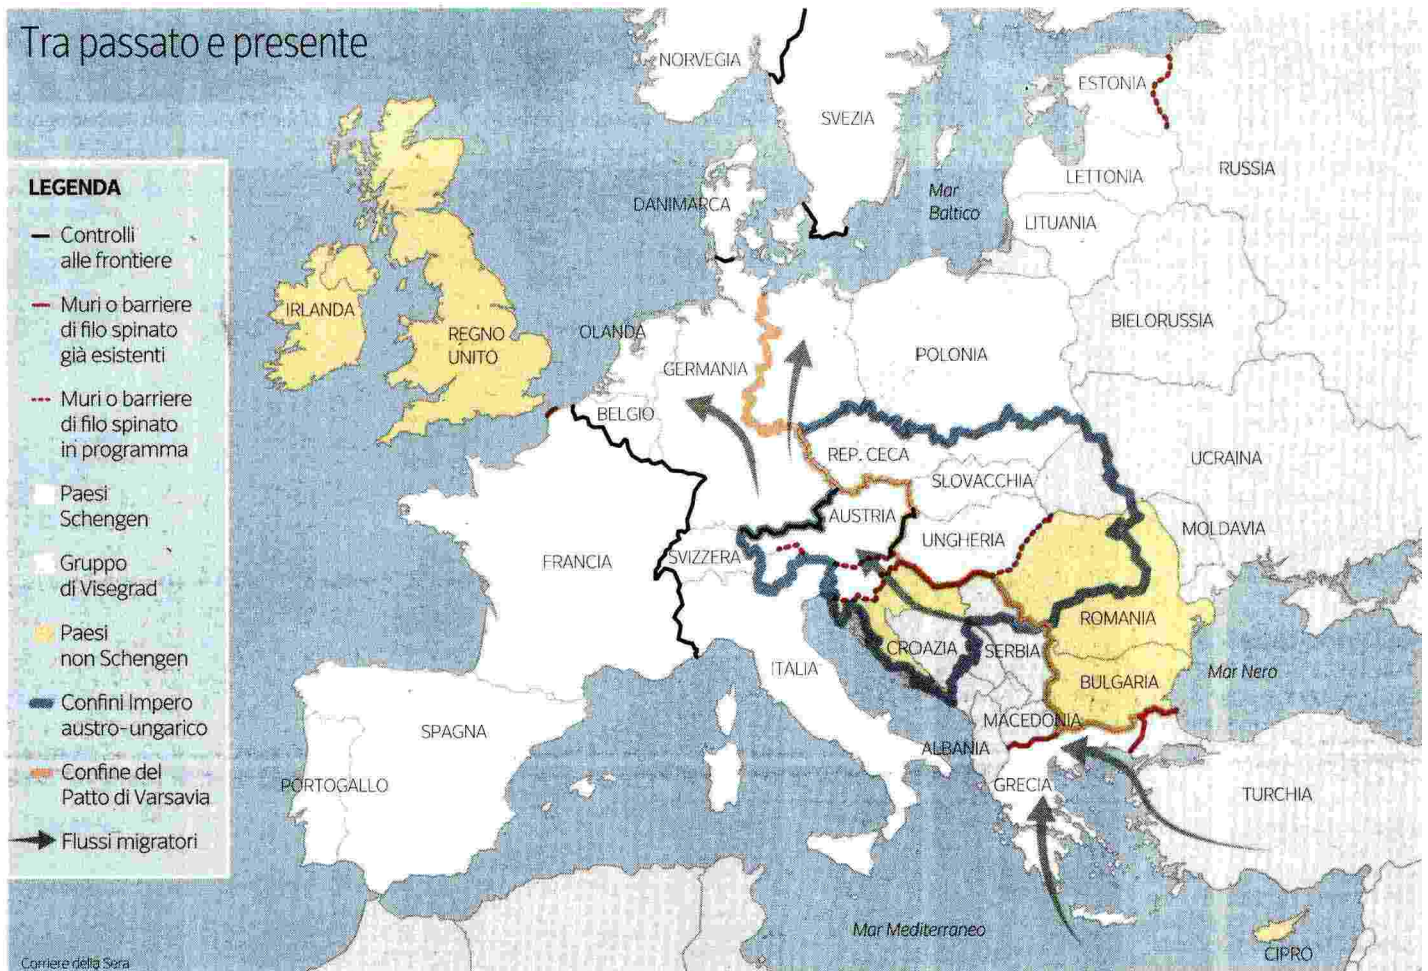 Tra passato e presente
LEGENDA
Controlli
alle frontiere
Muri o barriere
di filo spinato
già esistenti
Muri o barriere
di filo spinato
in programma
Paesi
Schengen
Gruppo
di Visegrad
Paesi
non Schengen
Confini Impero
austro-ungarico
Confine del
Patto di Varsavia
Flussi migratori
NORVEGIA
SVEZIA
ESTONIA
LETTONIA
RUSSIA
LITUANIA
Mar
Baltico
DANIMARCA
IRLANDA
REGNO
UNITO
OLANDA
GERMANIA
POLONIA
BIELORUSSIA
BELGIO
REP. CECA
SLOVACCHIA
UCRAINA
AUSTRIA
UNGHERIA
MOLDAVIA
FRANCIA
SVIZZERA
ROMANIA
CROAZIA
SERBIA
ITALIA
BULGARIA
Mar Nero
SPAGNA
MACEDONIA
ALBANIA
PORTOGALLO
GRECIA
TURCHIA
Mar Mediterraneo
CIPRO
Corriere della Sera